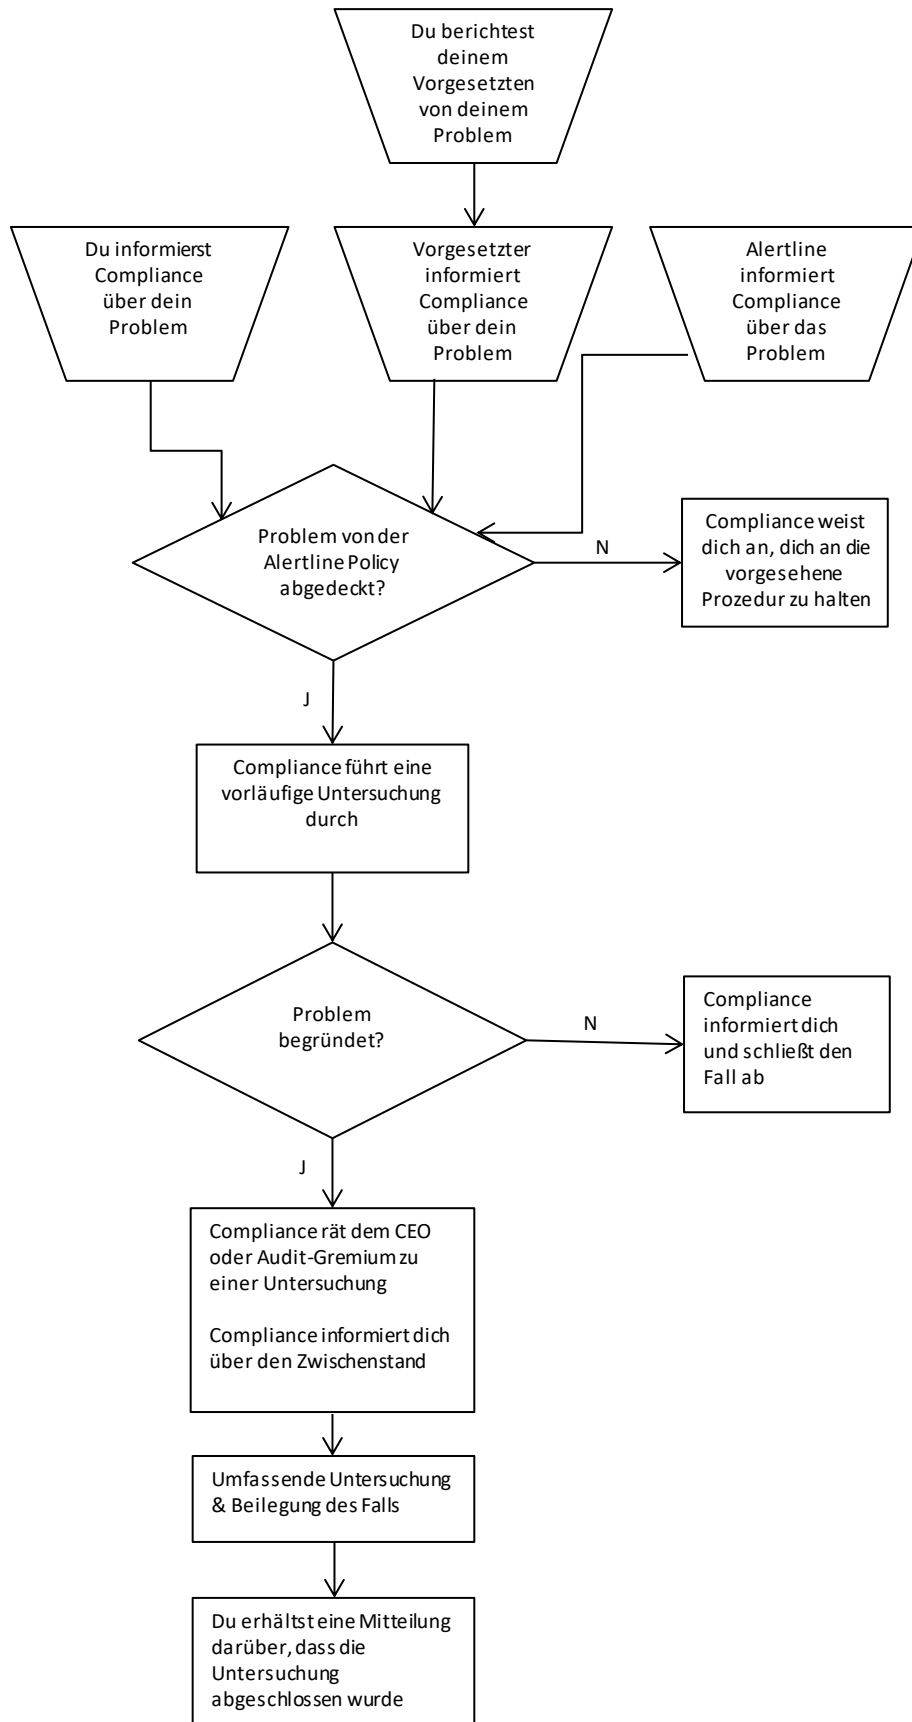 Du berichtest
deinem
Vorgesetzten
von deinem
Problem
Du informierst
Compliance
über dein
Problem
Vorgesetzter
informiert
Compliance
über dein
Problem
Alertline
informiert
Compliance
über das
Problem
Problem von der
Alertline Policy
abgedeckt?
N
Compliance weist
dich an, dich an die
vorgesehene
Prozedur zu halten
J
Compliance führt eine
vorläufige Untersuchung
durch
Problem
begründet?
N
Compliance
informiert dich
und schließt den
Fall ab
J
Compliance rät dem CEO
oder Audit-Gremium zu
einer Untersuchung
Compliance informiert dich
über den Zwischenstand
Umfassende Untersuchung
& Beilegung des Falls
Du erhältst eine Mitteilung
darüber, dass die
Untersuchung
abgeschlossen wurde